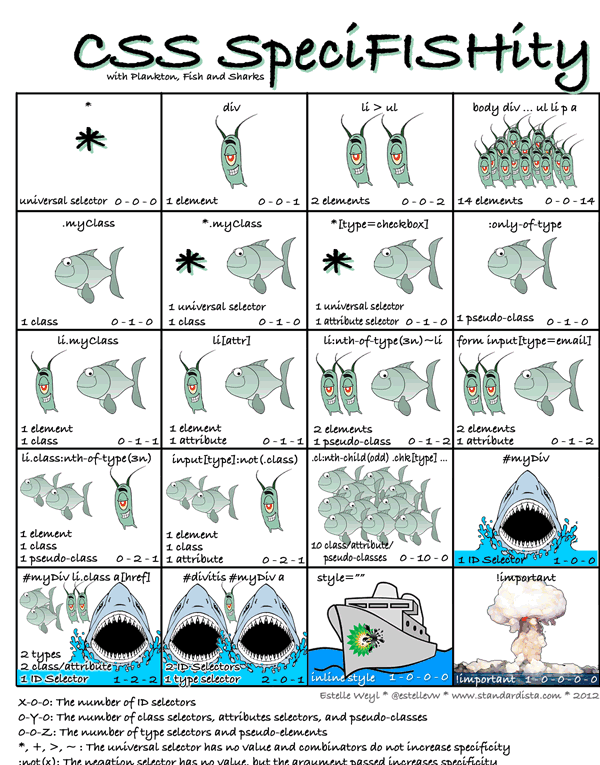 CSS SpeciFISHity
with Plankton, Fish and Sharks
*
*
universal selector 0-0-0
div
1 element 0-0-1
li > ul
2 elements 0-0-2
body div ... ul li p a
14 elements 0-0-14
.myClass
1 class 0-1-0
*.myClass
*
1 universal selector
1 class 0-1-0
*[type=checkbox]
*
1 universal selector
1 attribute selector 0-1-0
:only-of-type
1 pseudo-class 0-1-0
li.myClass
1 element
1 class 0-1-1
li[attr]
1 element
1 attribute 0-1-1
li:nth-of-type(3n)~li
2 elements
1 pseudo-class 0-1-2
form input[type=email]
2 elements
1 attribute 0-1-2
li.class:nth-of-type(3n)
1 element
1 class
1 pseudo-class 0-2-1
input[type]:not(.class)
1 element
1 class
1 attribute 0-2-1
.cl:nth-child(odd) .chk[type] ...
10 class/attribute/
pseudo-classes 0-10-0
#myDiv
1 ID Selector 1-0-0
#myDiv li.class a[href]
2 types
2 class/attribute
1 ID Selector 1-2-2
#divitis #myDiv a
2 ID Selectors
1 type selector 2-0-1
style=""
bp
inline style 1-0-0-0
!important
!important 1-0-0-0-0
Estelle Weyl * @estellevw * www.standardista.com * 2012
X-0-0: The number of ID selectors
0-Y-0: The number of class selectors, attributes selectors, and pseudo-classes
0-0-Z: The number of type selectors and pseudo-elements
*, +, >, ~ : The universal selector has no value and combinators do not increase specificity
:not(x): The negation selector has no value, but the argument passed increases specificity